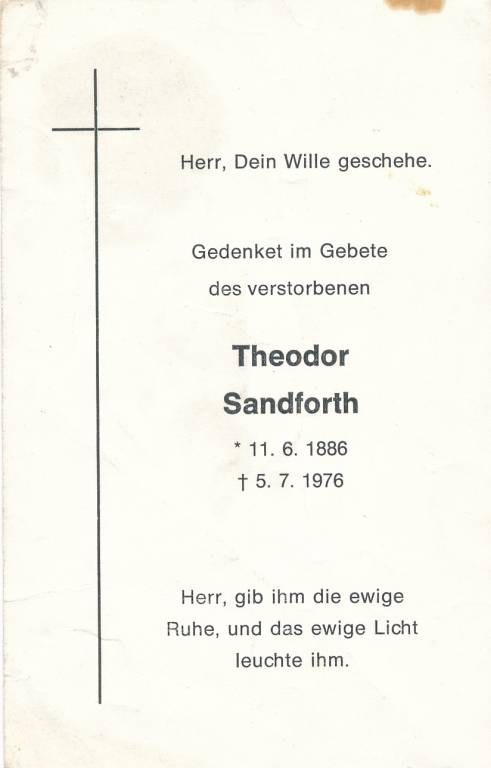 Herr, Dein Wille geschehe.
Gedenket im Gebete
des verstorbenen
Theodor
Sandforth
* 11. 6. 1886
† 5. 7. 1976
Herr, gib ihm die ewige
Ruhe, und das ewige Licht
leuchte ihm.